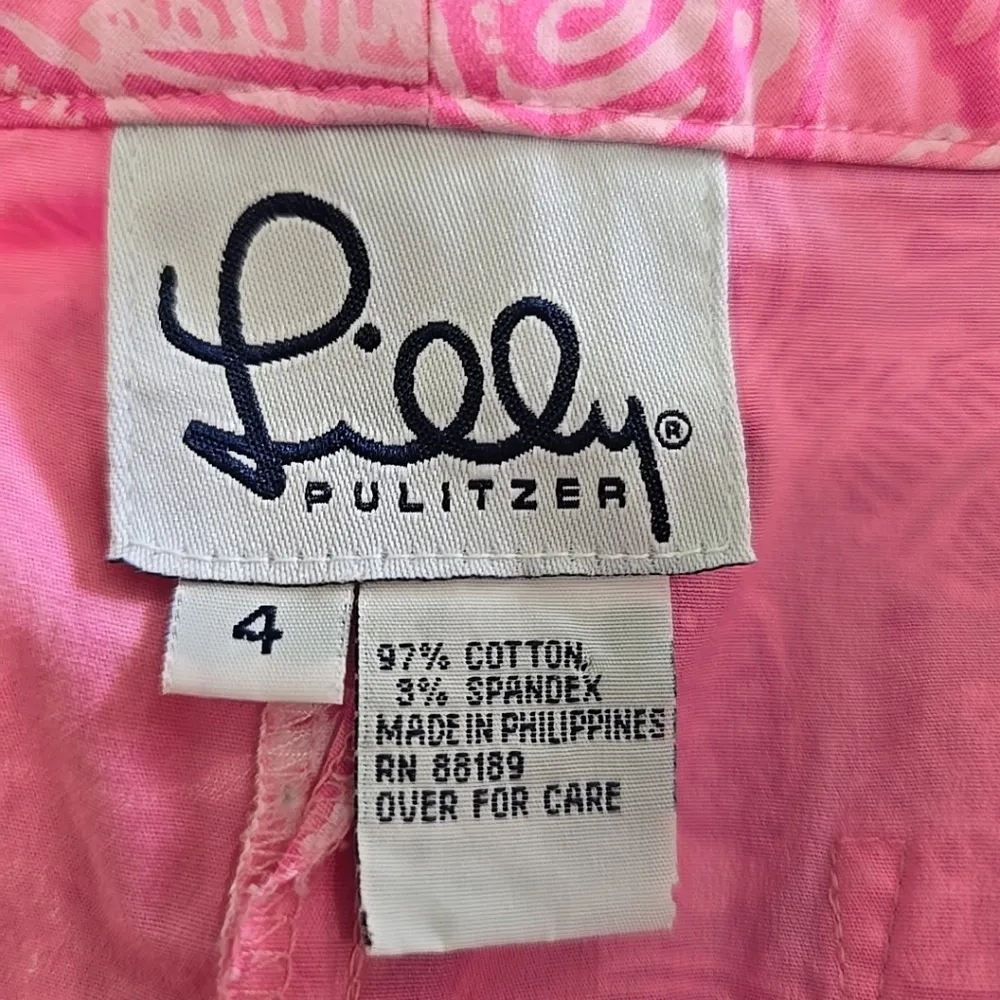 Lilly®
PULITZER
4
97% COTTON,
3% SPANDEX
MADE IN PHILIPPINES
RN 88189
OVER FOR CARE